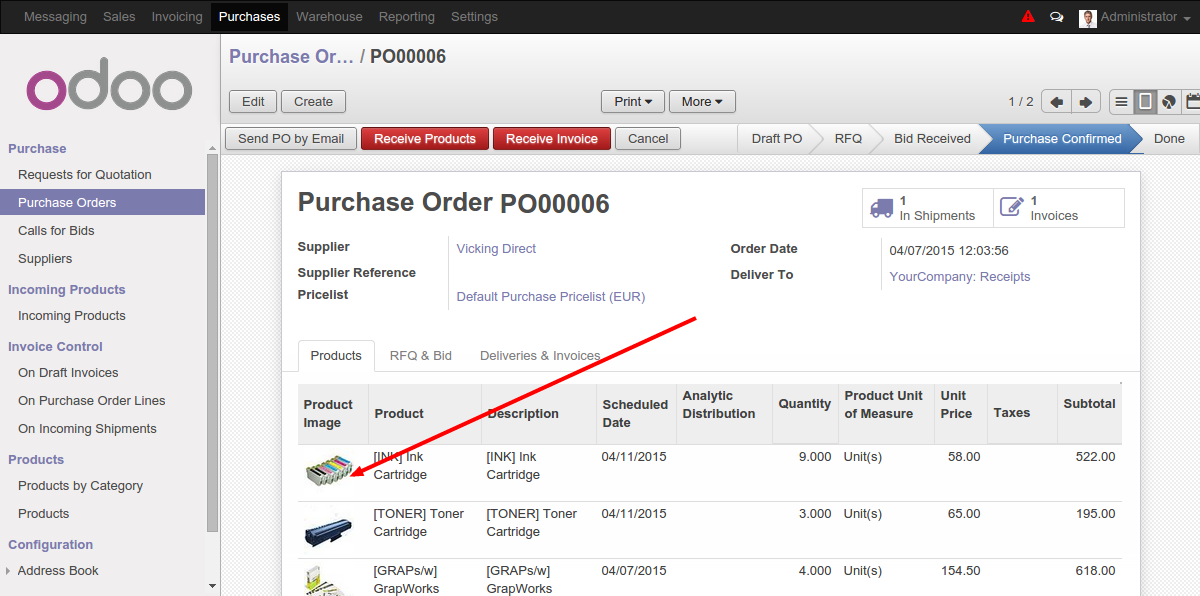 Messaging Sales Invoicing Purchases Warehouse Reporting Settings Administrator
odoo
Purchase
Requests for Quotation
Purchase Orders
Calls for Bids
Suppliers
Incoming Products
Incoming Products
Invoice Control
On Draft Invoices
On Purchase Order Lines
On Incoming Shipments
Products
Products by Category
Products
Configuration
Address Book
Purchase Or... / PO00006
Edit Create Print More 1 / 2
Send PO by Email Receive Products Receive Invoice Cancel Draft PO RFQ Bid Received Purchase Confirmed Done
Purchase Order PO00006
1 In Shipments
1 Invoices
Supplier Vicking Direct
Supplier Reference
Pricelist Default Purchase Pricelist (EUR)
Order Date 04/07/2015 12:03:56
Deliver To YourCompany: Receipts
Products RFQ & Bid Deliveries & Invoices
Product Image Product Description Scheduled Date Analytic Distribution Quantity Product Unit of Measure Unit Price Taxes Subtotal
[INK] Ink Cartridge [INK] Ink Cartridge 04/11/2015 9.000 Unit(s) 58.00 522.00
[TONER] Toner Cartridge [TONER] Toner Cartridge 04/11/2015 3.000 Unit(s) 65.00 195.00
[GRAPs/w] GrapWorks [GRAPs/w] GrapWorks 04/07/2015 4.000 Unit(s) 154.50 618.00